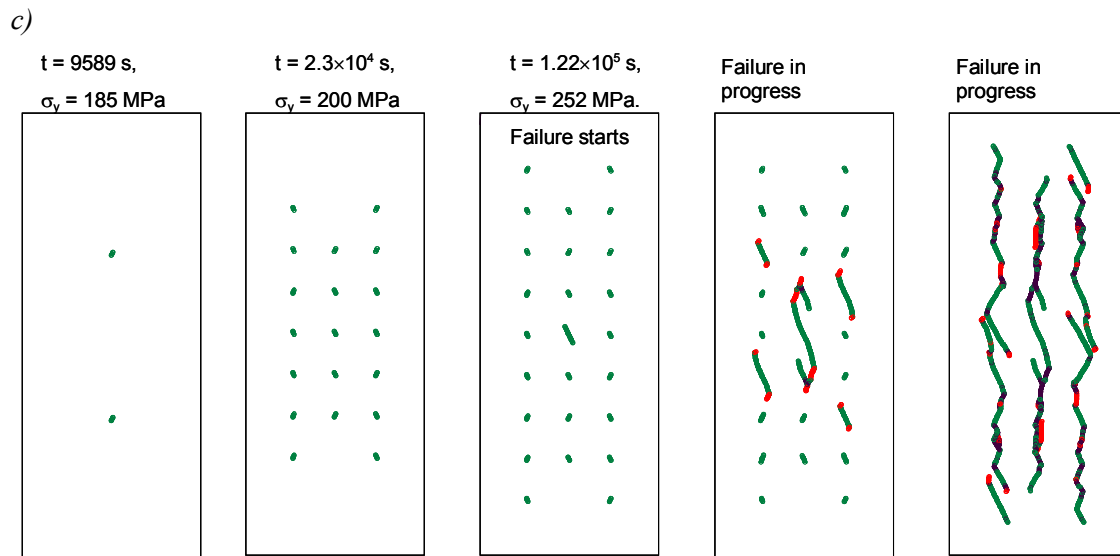 c)
t = 9589 s,
σy = 185 MPa
t = 2.3×10⁴ s,
σy = 200 MPa
t = 1.22×10⁵ s,
σy = 252 MPa.
Failure starts
Failure in
progress
Failure in
progress